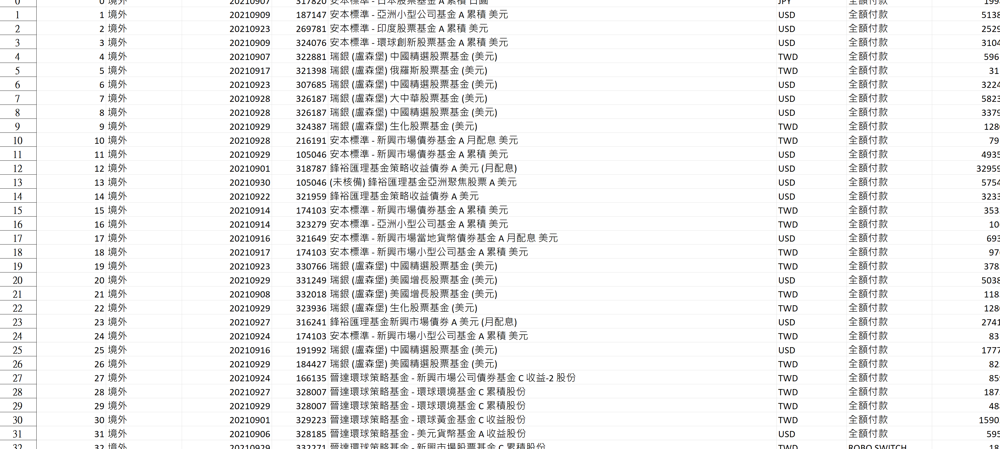 0 0 境外 20210907 317820 安本標準 - 日本股票基金 A 累積 日圓 JPY 全額付款 199
1 1 境外 20210909 187147 安本標準 - 亞洲小型公司基金 A 累積 美元 USD 全額付款 5138
2 2 境外 20210923 269781 安本標準 - 印度股票基金 A 累積 美元 USD 全額付款 2529
3 3 境外 20210909 324076 安本標準 - 環球創新股票基金 A 累積 美元 USD 全額付款 3104
4 4 境外 20210907 322881 瑞銀 (盧森堡) 中國精選股票基金 (美元) TWD 全額付款 596
5 5 境外 20210917 321398 瑞銀 (盧森堡) 俄羅斯股票基金 (美元) TWD 全額付款 31
6 6 境外 20210923 307685 瑞銀 (盧森堡) 中國精選股票基金 (美元) USD 全額付款 3224
7 7 境外 20210928 326187 瑞銀 (盧森堡) 大中華股票基金 (美元) USD 全額付款 5823
8 8 境外 20210928 326187 瑞銀 (盧森堡) 中國精選股票基金 (美元) USD 全額付款 3379
9 9 境外 20210929 324387 瑞銀 (盧森堡) 生化股票基金 (美元) TWD 全額付款 128
10 10 境外 20210928 216191 安本標準 - 新興市場債券基金 A 月配息 美元 TWD 全額付款 79
11 11 境外 20210929 105046 安本標準 - 新興市場債券基金 A 累積 美元 USD 全額付款 4935
12 12 境外 20210901 318787 鋒裕匯理基金策略收益債券 A 美元 (月配息) USD 全額付款 32959
13 13 境外 20210930 105046 (未核備) 鋒裕匯理基金亞洲聚焦股票 A 美元 USD 全額付款 5754
14 14 境外 20210922 321959 鋒裕匯理基金策略收益債券 A 美元 USD 全額付款 3233
15 15 境外 20210914 174103 安本標準 - 新興市場債券基金 A 累積 美元 TWD 全額付款 353
16 16 境外 20210914 323279 安本標準 - 亞洲小型公司基金 A 累積 美元 TWD 全額付款 10
17 17 境外 20210916 321649 安本標準 - 新興市場當地貨幣債券基金 A 月配息 美元 USD 全額付款 693
18 18 境外 20210917 174103 安本標準 - 新興市場小型公司基金 A 累積 美元 TWD 全額付款 97
19 19 境外 20210923 330766 瑞銀 (盧森堡) 中國精選股票基金 (美元) TWD 全額付款 378
20 20 境外 20210929 331249 瑞銀 (盧森堡) 美國增長股票基金 (美元) USD 全額付款 5038
21 21 境外 20210908 332018 瑞銀 (盧森堡) 美國增長股票基金 (美元) TWD 全額付款 118
22 22 境外 20210929 323936 瑞銀 (盧森堡) 生化股票基金 (美元) TWD 全額付款 128
23 23 境外 20210927 316241 鋒裕匯理基金新興市場債券 A 美元 (月配息) USD 全額付款 2741
24 24 境外 20210924 174103 安本標準 - 新興市場小型公司基金 A 累積 美元 TWD 全額付款 83
25 25 境外 20210916 191992 瑞銀 (盧森堡) 中國精選股票基金 (美元) USD 全額付款 1777
26 26 境外 20210929 184427 瑞銀 (盧森堡) 美國精選股票基金 (美元) TWD 全額付款 82
27 27 境外 20210924 166135 晉達環球策略基金 - 新興市場公司債券基金 C 收益-2 股份 TWD 全額付款 85
28 28 境外 20210927 328007 晉達環球策略基金 - 環球環境基金 C 累積股份 TWD 全額付款 187
29 29 境外 20210929 328007 晉達環球策略基金 - 環球環境基金 C 累積股份 TWD 全額付款 48
30 30 境外 20210901 329223 晉達環球策略基金 - 環球黃金基金 C 收益股份 TWD 全額付款 1590
31 31 境外 20210906 328185 晉達環球策略基金 - 美元貨幣基金 A 收益股份 USD 全額付款 595
32 32 境外 20210929 332271 晉達環球策略基金 - 新興市場股票基金 C 累積股份 TWD ROBO SWITCH 18